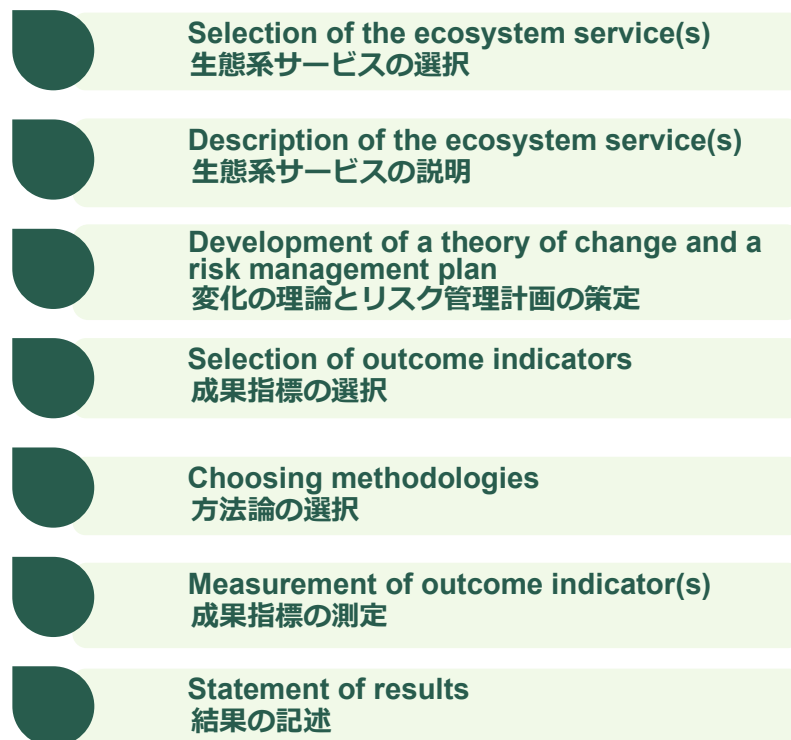 Selection of the ecosystem service(s)
生態系サービスの選択
Description of the ecosystem service(s)
生態系サービスの説明
Development of a theory of change and a
risk management plan
変化の理論とリスク管理計画の策定
Selection of outcome indicators
成果指標の選択
Choosing methodologies
方法論の選択
Measurement of outcome indicator(s)
成果指標の測定
Statement of results
結果の記述